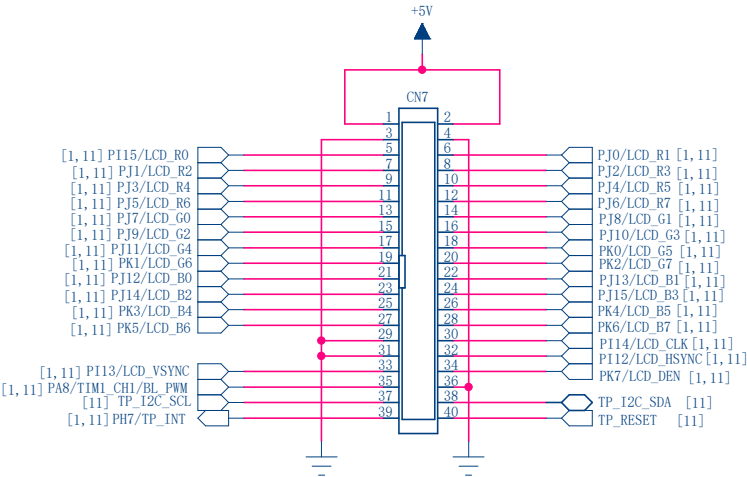 +5V
CN7
1 2
3 4
[1,11] PI15/LCD_R0 5 6 PJ0/LCD_R1 [1,11]
[1,11] PJ1/LCD_R2 7 8 PJ2/LCD_R3 [1,11]
[1,11] PJ3/LCD_R4 9 10 PJ4/LCD_R5 [1,11]
[1,11] PJ5/LCD_R6 11 12 PJ6/LCD_R7 [1,11]
[1,11] PJ7/LCD_G0 13 14 PJ8/LCD_G1 [1,11]
[1,11] PJ9/LCD_G2 15 16 PJ10/LCD_G3 [1,11]
[1,11] PJ11/LCD_G4 17 18 PK0/LCD_G5 [1,11]
[1,11] PK1/LCD_G6 19 20 PK2/LCD_G7 [1,11]
[1,11] PJ12/LCD_B0 21 22 PJ13/LCD_B1 [1,11]
[1,11] PJ14/LCD_B2 23 24 PJ15/LCD_B3 [1,11]
[1,11] PK3/LCD_B4 25 26 PK4/LCD_B5 [1,11]
[1,11] PK5/LCD_B6 27 28 PK6/LCD_B7 [1,11]
29 30 PI14/LCD_CLK [1,11]
31 32 PI12/LCD_HSYNC [1,11]
[1,11] PI13/LCD_VSYNC 33 34 PK7/LCD_DEN [1,11]
[1,11] PA8/TIM1_CH1/BL_PWM 35 36
[11] TP_I2C_SCL 37 38 TP_I2C_SDA [11]
[1,11] PH7/TP_INT 39 40 TP_RESET [11]